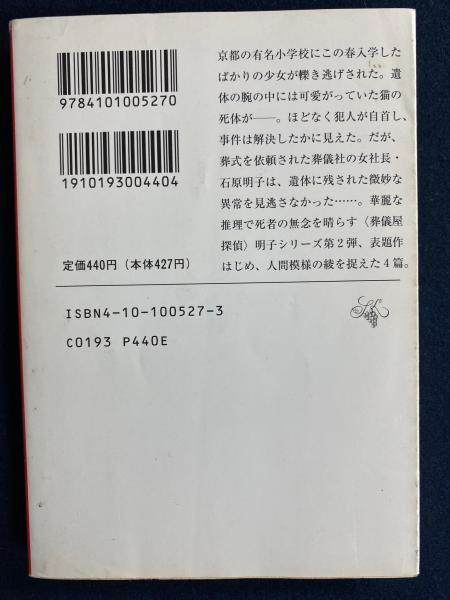 京都の有名小学校にこの春入学した
ばかりの少女が轢き逃げされた。遺
体の腕の中には可愛がっていた猫の
死体が――。ほどなく犯人が自首し、
事件は解決したかに見えた。だが、
葬式を依頼された葬儀社の女社長・
石原明子は、遺体に残された微妙な
異常を見逃さなかった……。華麗な
推理で死者の無念を晴らす〈葬儀屋
探偵〉明子シリーズ第2弾、表題作
はじめ、人間模様の綾を捉えた4篇。
9784101005270
1910193004404
定価440円（本体427円）
ISBN4-10-100527-3
C0193 P440E